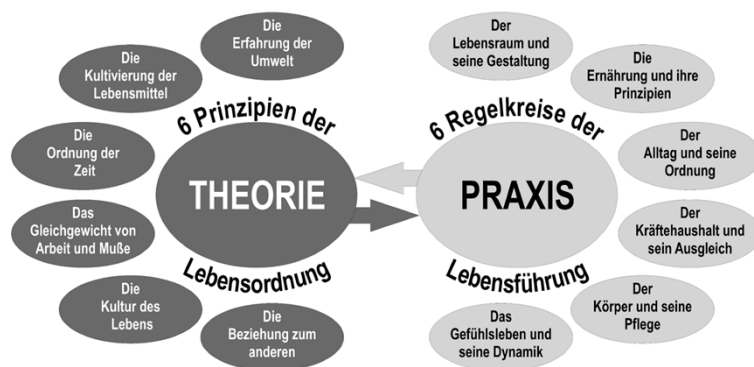 Die
Erfahrung der
Umwelt
Die
Kultivierung der
Lebensmittel
Die
Ordnung der
Zeit
Das
Gleichgewicht von
Arbeit und Muße
Die
Kultur des
Lebens
Die
Beziehung zum
anderen
6 Prinzipien der
THEORIE
Lebensordnung
6 Regelkreise der
PRAXIS
Lebensführung
Der
Lebensraum und
seine Gestaltung
Die
Ernährung und ihre
Prinzipien
Der
Alltag und seine
Ordnung
Der
Kräftehaushalt und
sein Ausgleich
Der
Körper und seine
Pflege
Das
Gefühlsleben und
seine Dynamik